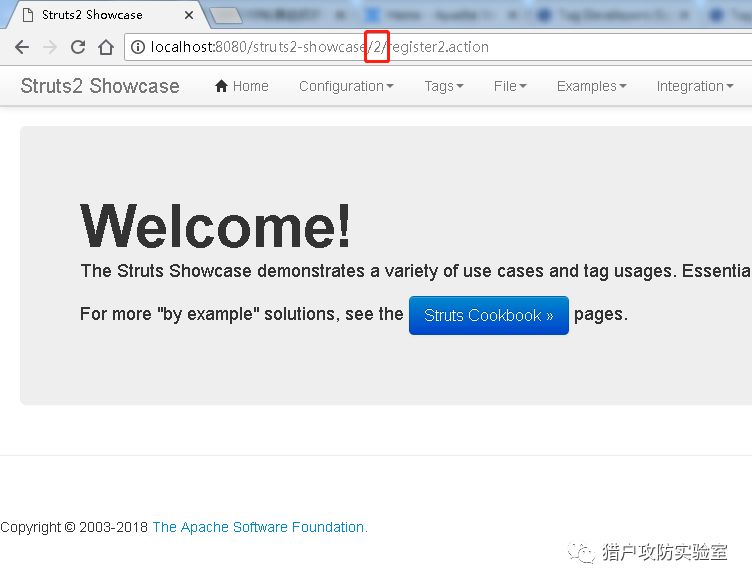 Struts2 Showcase
localhost:8080/struts2-showcase/2/register2.action
Struts2 Showcase Home Configuration Tags File Examples Integration
Welcome!
The Struts Showcase demonstrates a variety of use cases and tag usages. Essentia
For more "by example" solutions, see the Struts Cookbook » pages.
Copyright © 2003-2018 The Apache Software Foundation.
猎户攻防实验室